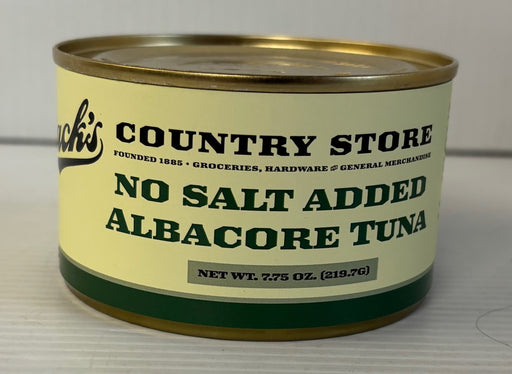 COUNTRY STORE
FOUNDED 1885 • GROCERIES, HARDWARE & GENERAL MERCHANDISE
NO SALT ADDED
ALBACORE TUNA
NET WT. 7.75 OZ. (219.7G)